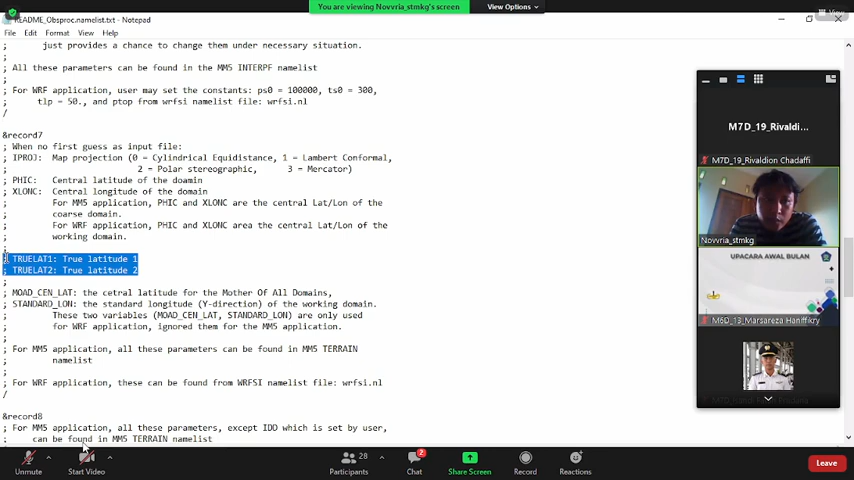 You are viewing Novvria_stmkg's screen
View Options
View
README_Obsproc.namelist.txt - Notepad
File Edit Format View Help
; just provides a chance to change them under necessary situation.
;
; All these parameters can be found in the MM5 INTERPF namelist
;
; For WRF application, user may set the constants: ps0 = 100000, ts0 = 300,
; tlp = 50., and ptop from wrfsi namelist file: wrfsi.nl
/
&record7
; When no first guess as input file:
; IPROJ: Map projection (0 = Cylindrical Equidistance, 1 = Lambert Conformal,
; 2 = Polar stereographic, 3 = Mercator)
; PHIC: Central latitude of the doamin
; XLONC: Central longitude of the domain
; For MM5 application, PHIC and XLONC are the central Lat/Lon of the
; coarse domain.
; For WRF application, PHIC and XLONC area the central Lat/Lon of the
; working domain.
;
; TRUELAT1: True latitude 1
; TRUELAT2: True latitude 2
;
; MOAD_CEN_LAT: the cetral latitude for the Mother Of All Domains,
; STANDARD_LON: the standard longitude (Y-direction) of the working domain.
; These two variables (MOAD_CEN_LAT, STANDARD_LON) are only used
; for WRF application, ignored them for the MM5 application.
;
; For MM5 application, all these parameters can be found in MM5 TERRAIN
; namelist
;
; For WRF application, these can be found from WRFSI namelist file: wrfsi.nl
/
&record8
; For MM5 application, all these parameters, except IDD which is set by user,
; can be found in MM5 TERRAIN namelist
M7D_19_Rivaldi...
M7D_19_Rivaldion Chadaffi
Novvria_stmkg
UPACARA AWAL BULAN
M6D_13_Marsareza Haniffikry
Unmute
Start Video
28
Participants
2
Chat
Share Screen
Record
Reactions
Leave